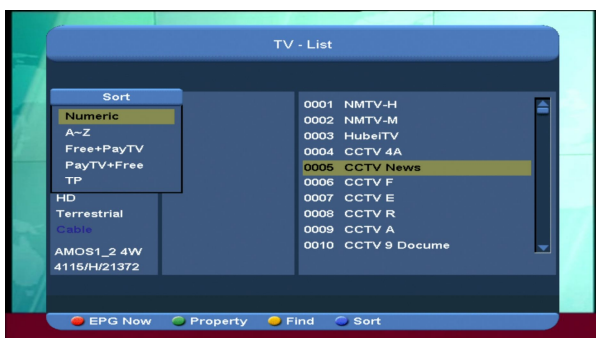 TV - List
Sort
Numeric
A~Z
Free+PayTV
PayTV+Free
TP
HD
Terrestrial
Cable
AMOS1_2 4W
4115/H/21372
0001 NMTV-H
0002 NMTV-M
0003 HubeiTV
0004 CCTV 4A
0005 CCTV News
0006 CCTV F
0007 CCTV E
0008 CCTV R
0009 CCTV A
0010 CCTV 9 Docume
EPG Now Property Find Sort